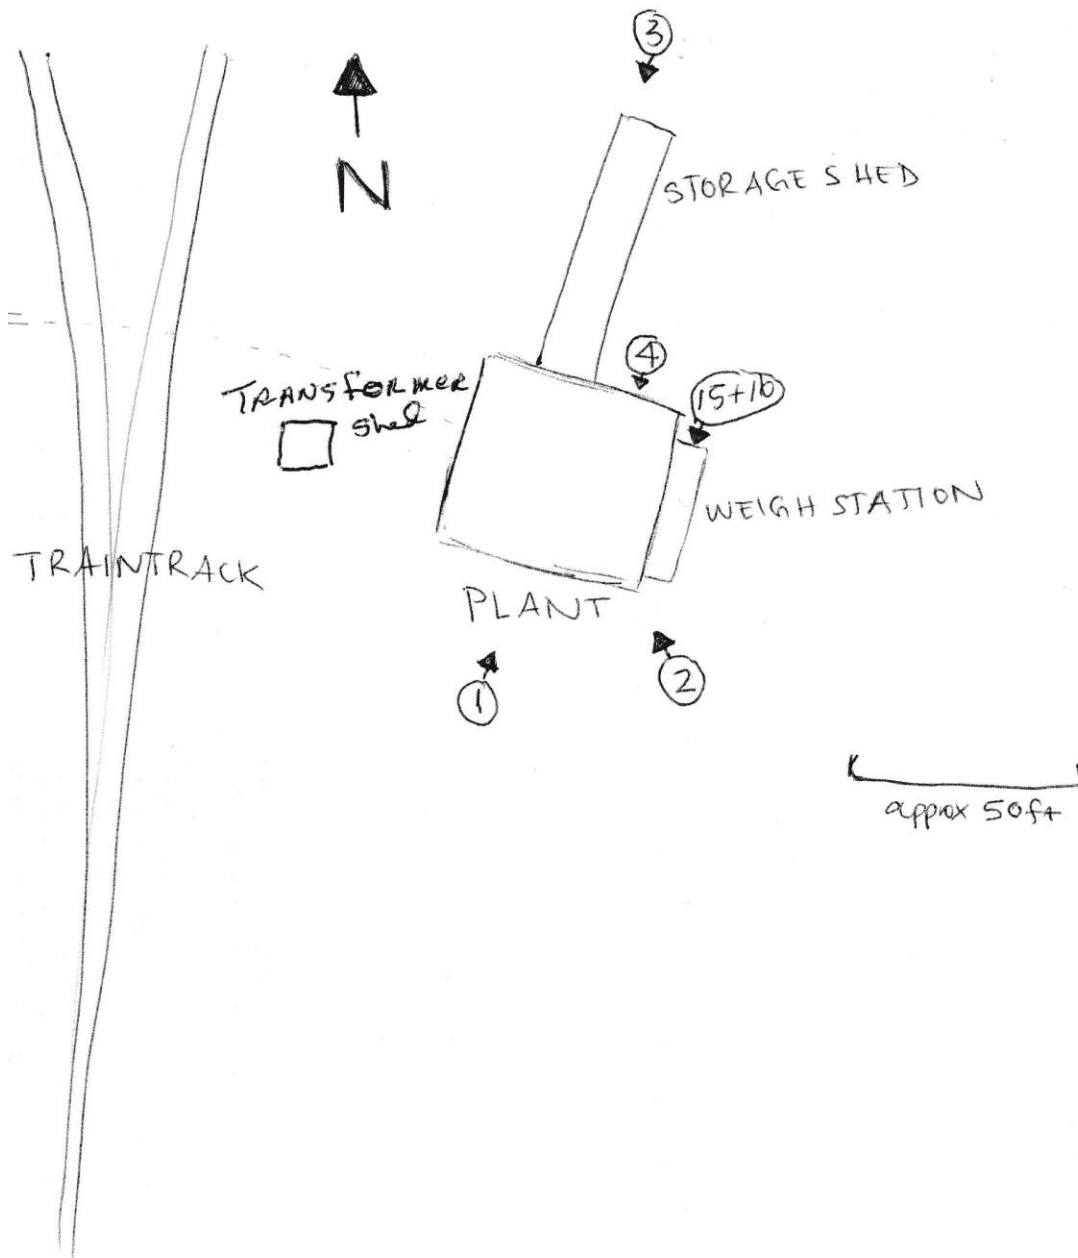 3
N
STORAGE SHED
4
TRANSFORMER
shed
15+16
WEIGH STATION
TRAINTRACK
PLANT
1
2
approx 50ft